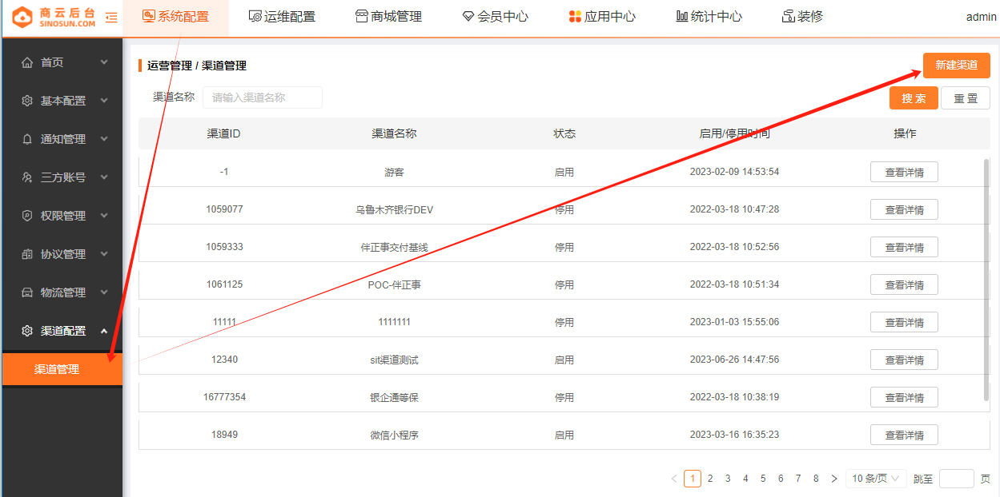 商云后台
SINOSUN.COM
系统配置 运维配置 商城管理 会员中心 应用中心 统计中心 装修 admin
首页
基本配置
通知管理
三方账号
权限管理
协议管理
物流管理
渠道配置
渠道管理
运营管理 / 渠道管理 新建渠道
渠道名称 请输入渠道名称 搜 索 重 置
渠道ID 渠道名称 状态 启用/停用时间 操作
-1 游客 启用 2023-02-09 14:53:54 查看详情
1059077 乌鲁木齐银行DEV 停用 2022-03-18 10:47:28 查看详情
1059333 伴正事交付基线 停用 2022-03-18 10:52:56 查看详情
1061125 POC-伴正事 停用 2022-03-18 10:51:34 查看详情
11111 1111111 停用 2023-01-03 15:55:06 查看详情
12340 sit渠道测试 启用 2023-06-26 14:47:56 查看详情
16777354 银企通等保 停用 2022-03-18 10:38:19 查看详情
18949 微信小程序 启用 2023-03-16 16:35:23 查看详情
1 2 3 4 5 6 7 8 10 条/页 跳至 页